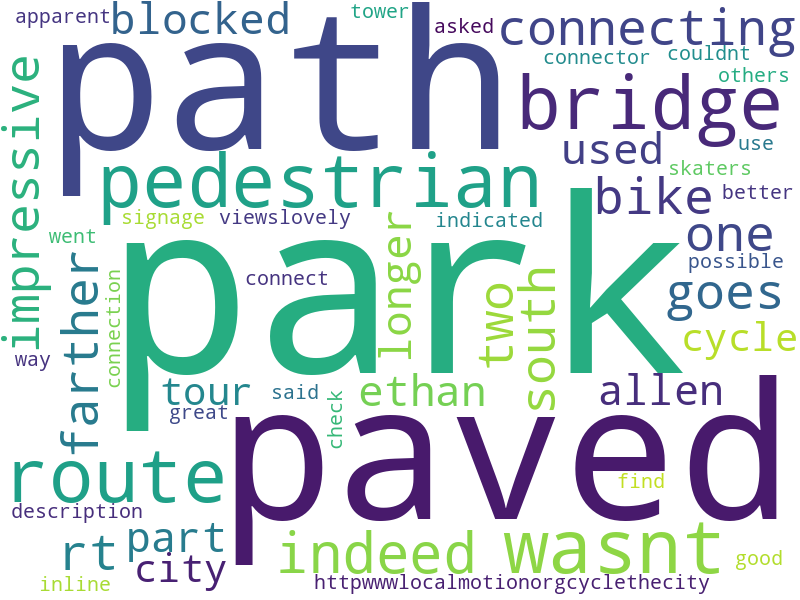 apparent
blocked
tower
asked
connecting
path
connector
couldnt
others
impressive
bridge
used
use
pedestrian
skaters
bike
better
signage
viewslovely
indicated
went
longer
park
one
possible
farther
connection
connect
two
south
goes
cycle
way
tour
said
ethan
allen
great
check
paved
route
find
description
rt
part
indeed
wasnt
city
good
inline
httpwwwlocalmotionorgcyclethecity